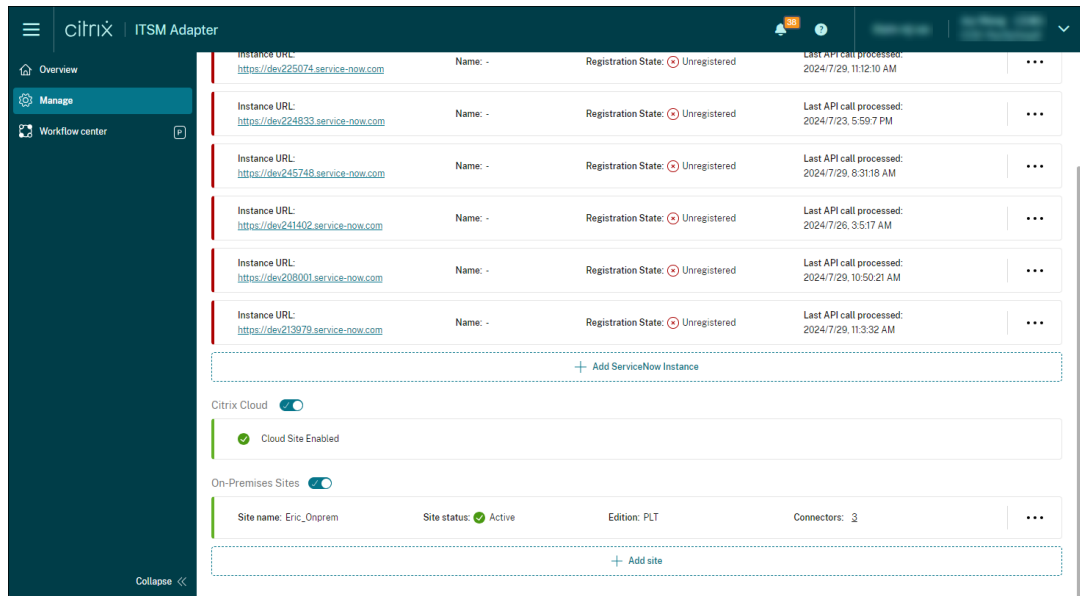 citrix | ITSM Adapter
38
?
Overview
Manage
Workflow center P
Collapse
Instance URL:
https://dev225074.service-now.com
Name: -
Registration State: Unregistered
Last API call processed:
2024/7/29, 11:12:10 AM
Instance URL:
https://dev224833.service-now.com
Name: -
Registration State: Unregistered
Last API call processed:
2024/7/23, 5:59:7 PM
Instance URL:
https://dev245748.service-now.com
Name: -
Registration State: Unregistered
Last API call processed:
2024/7/29, 8:31:18 AM
Instance URL:
https://dev241402.service-now.com
Name: -
Registration State: Unregistered
Last API call processed:
2024/7/26, 3:5:17 AM
Instance URL:
https://dev208001.service-now.com
Name: -
Registration State: Unregistered
Last API call processed:
2024/7/29, 10:50:21 AM
Instance URL:
https://dev213979.service-now.com
Name: -
Registration State: Unregistered
Last API call processed:
2024/7/29, 11:3:32 AM
+ Add ServiceNow Instance
Citrix Cloud
Cloud Site Enabled
On-Premises Sites
Site name: Eric_Onprem
Site status: Active
Edition: PLT
Connectors: 3
+ Add site